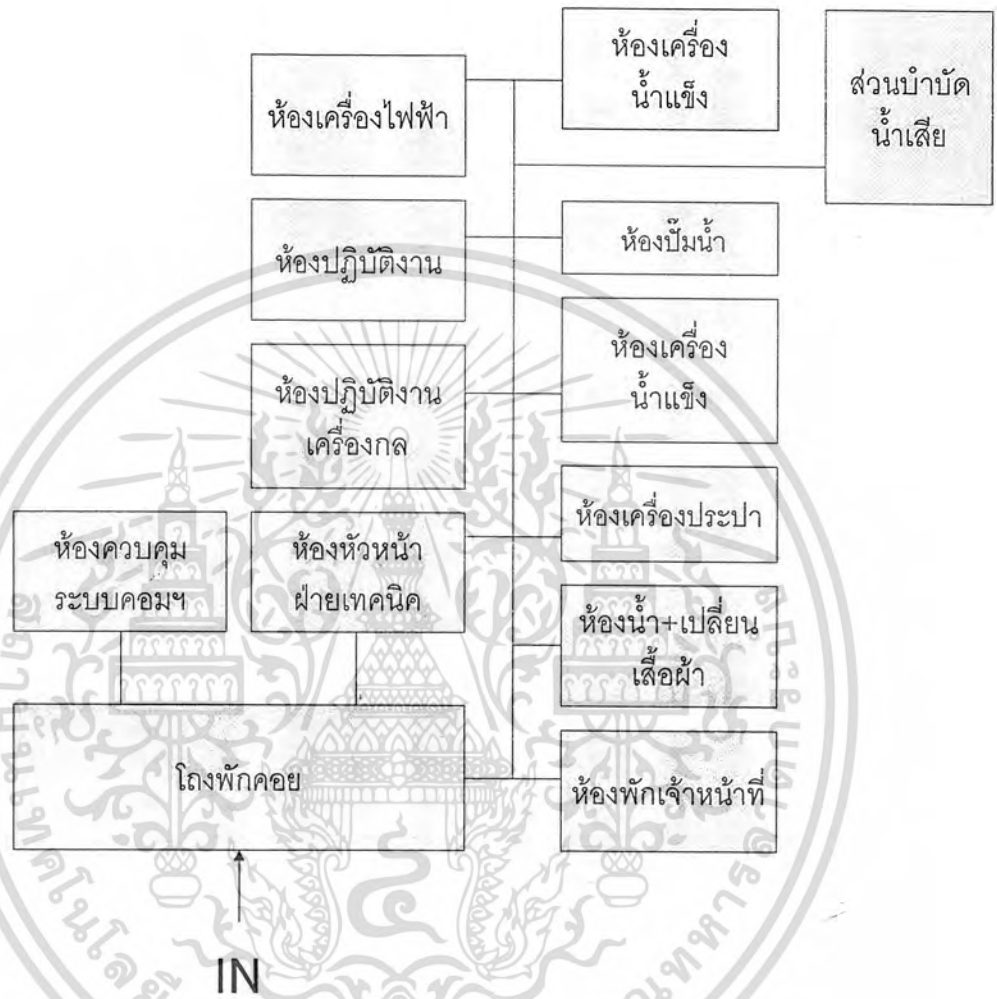 ห้องเครื่อง
น้ำแข็ง
ส่วนบำบัด
น้ำเสีย
ห้องเครื่องไฟฟ้า
ห้องปฏิบัติงาน
ห้องปั๊มน้ำ
ห้องปฏิบัติงาน
เครื่องกล
ห้องเครื่อง
น้ำแข็ง
ห้องเครื่องประปา
ห้องควบคุม
ระบบคอมฯ
ห้องหัวหน้า
ฝ่ายเทคนิค
ห้องน้ำ+เปลี่ยน
เสื้อผ้า
โถงพักคอย
ห้องพักเจ้าหน้าที่
IN